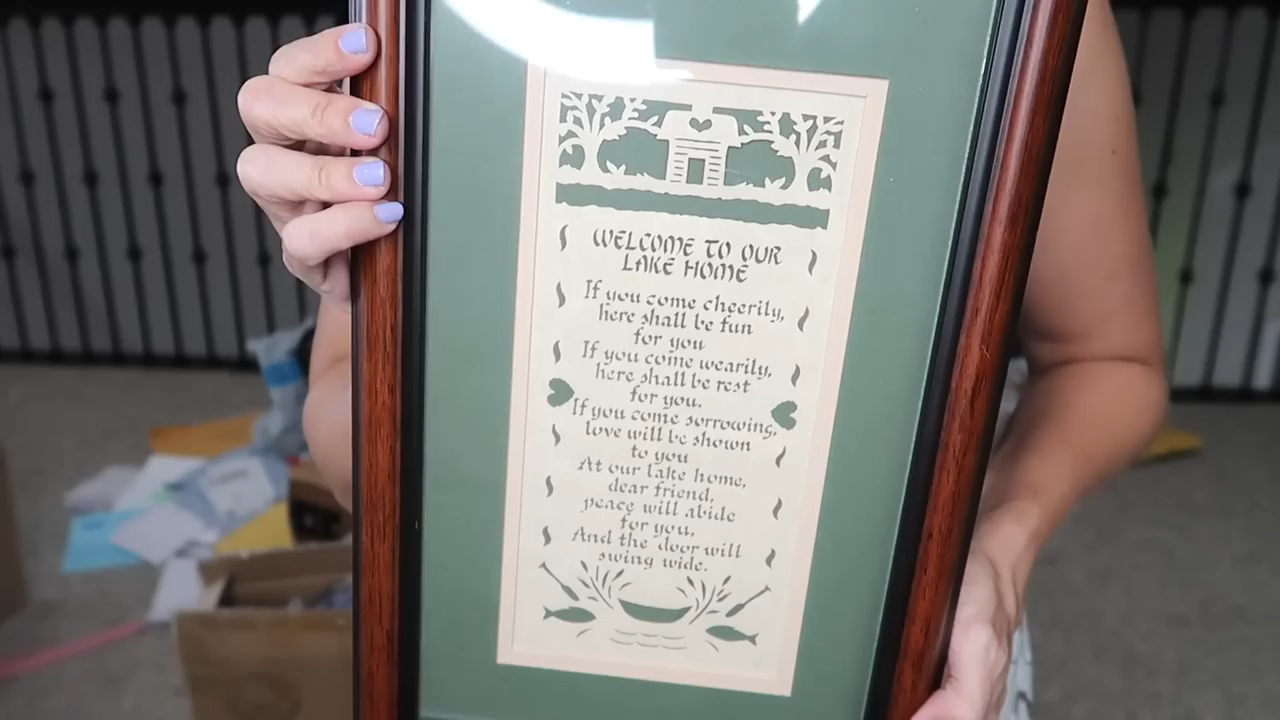 WELCOME TO OUR
LAKE HOME
If you come cheerily,
here shall be fun
for you
If you come wearily,
here shall be rest
for you.
If you come sorrowing,
love will be shown
to you
At our lake home,
dear friend,
peace will abide
for you,
And the door will
swing wide.